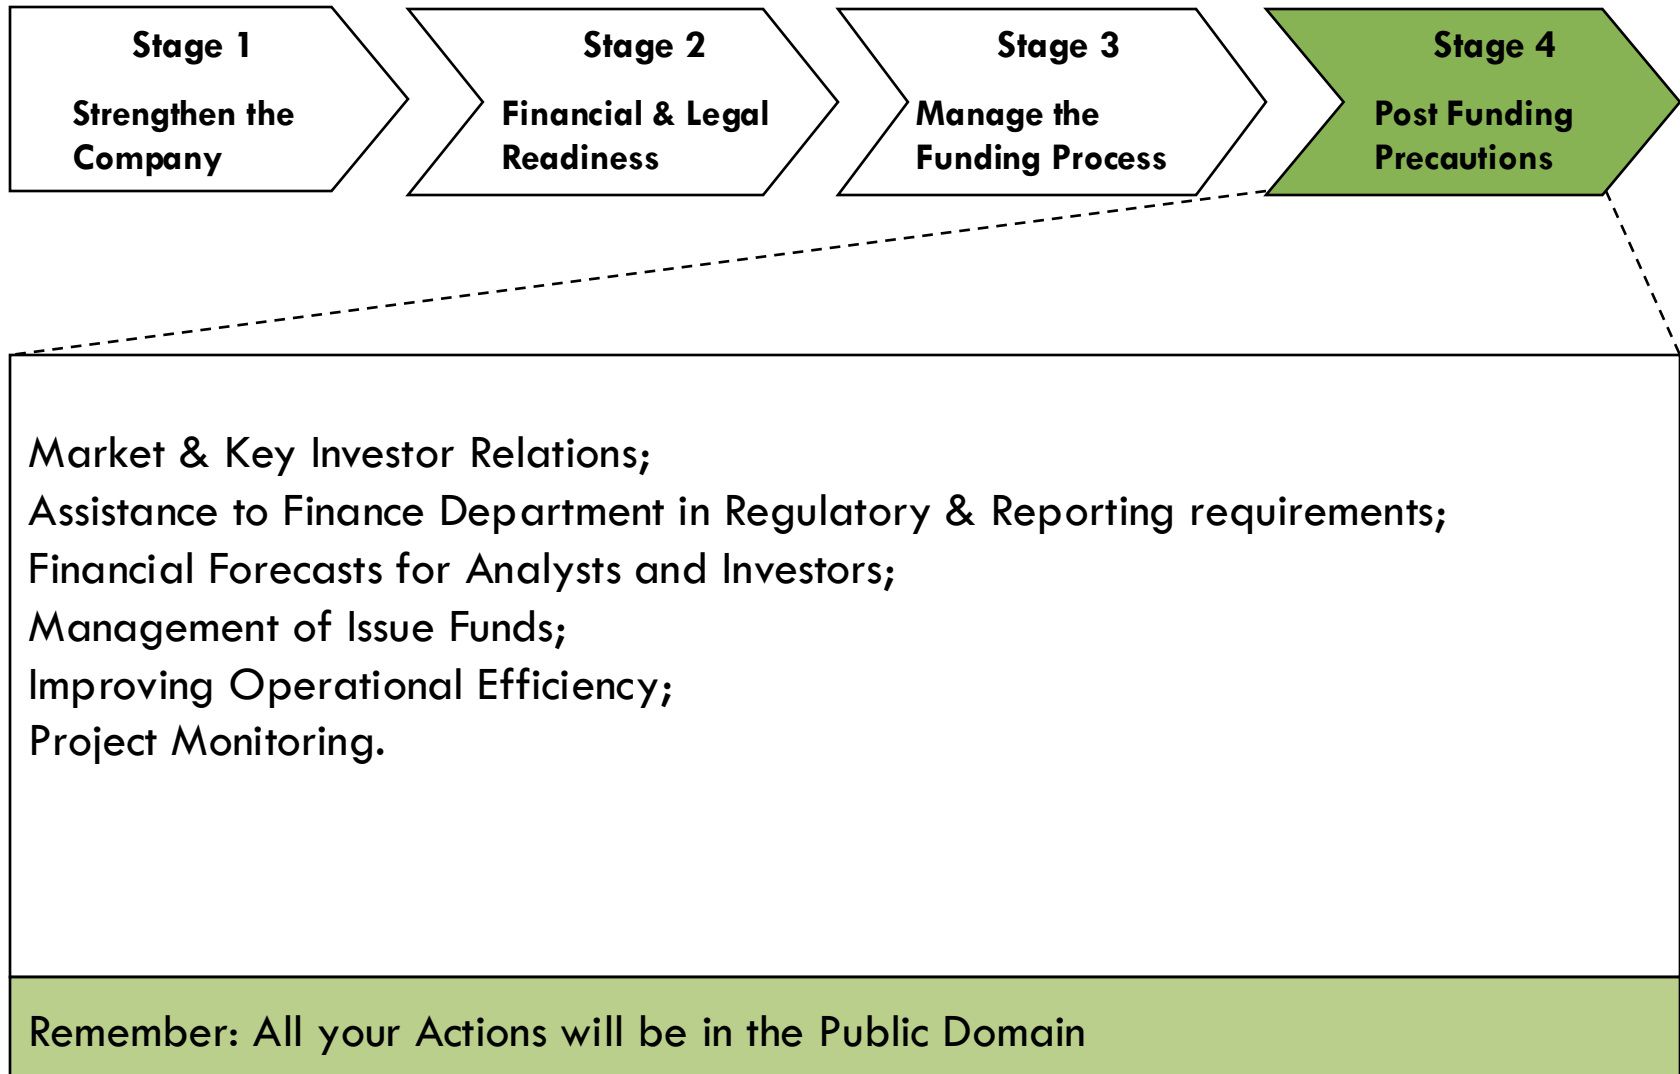 Stage 1
Strengthen the
Company
Stage 2
Financial & Legal
Readiness
Stage 3
Manage the
Funding Process
Stage 4
Post Funding
Precautions
Market & Key Investor Relations;
Assistance to Finance Department in Regulatory & Reporting requirements;
Financial Forecasts for Analysts and Investors;
Management of Issue Funds;
Improving Operational Efficiency;
Project Monitoring.
Remember: All your Actions will be in the Public Domain